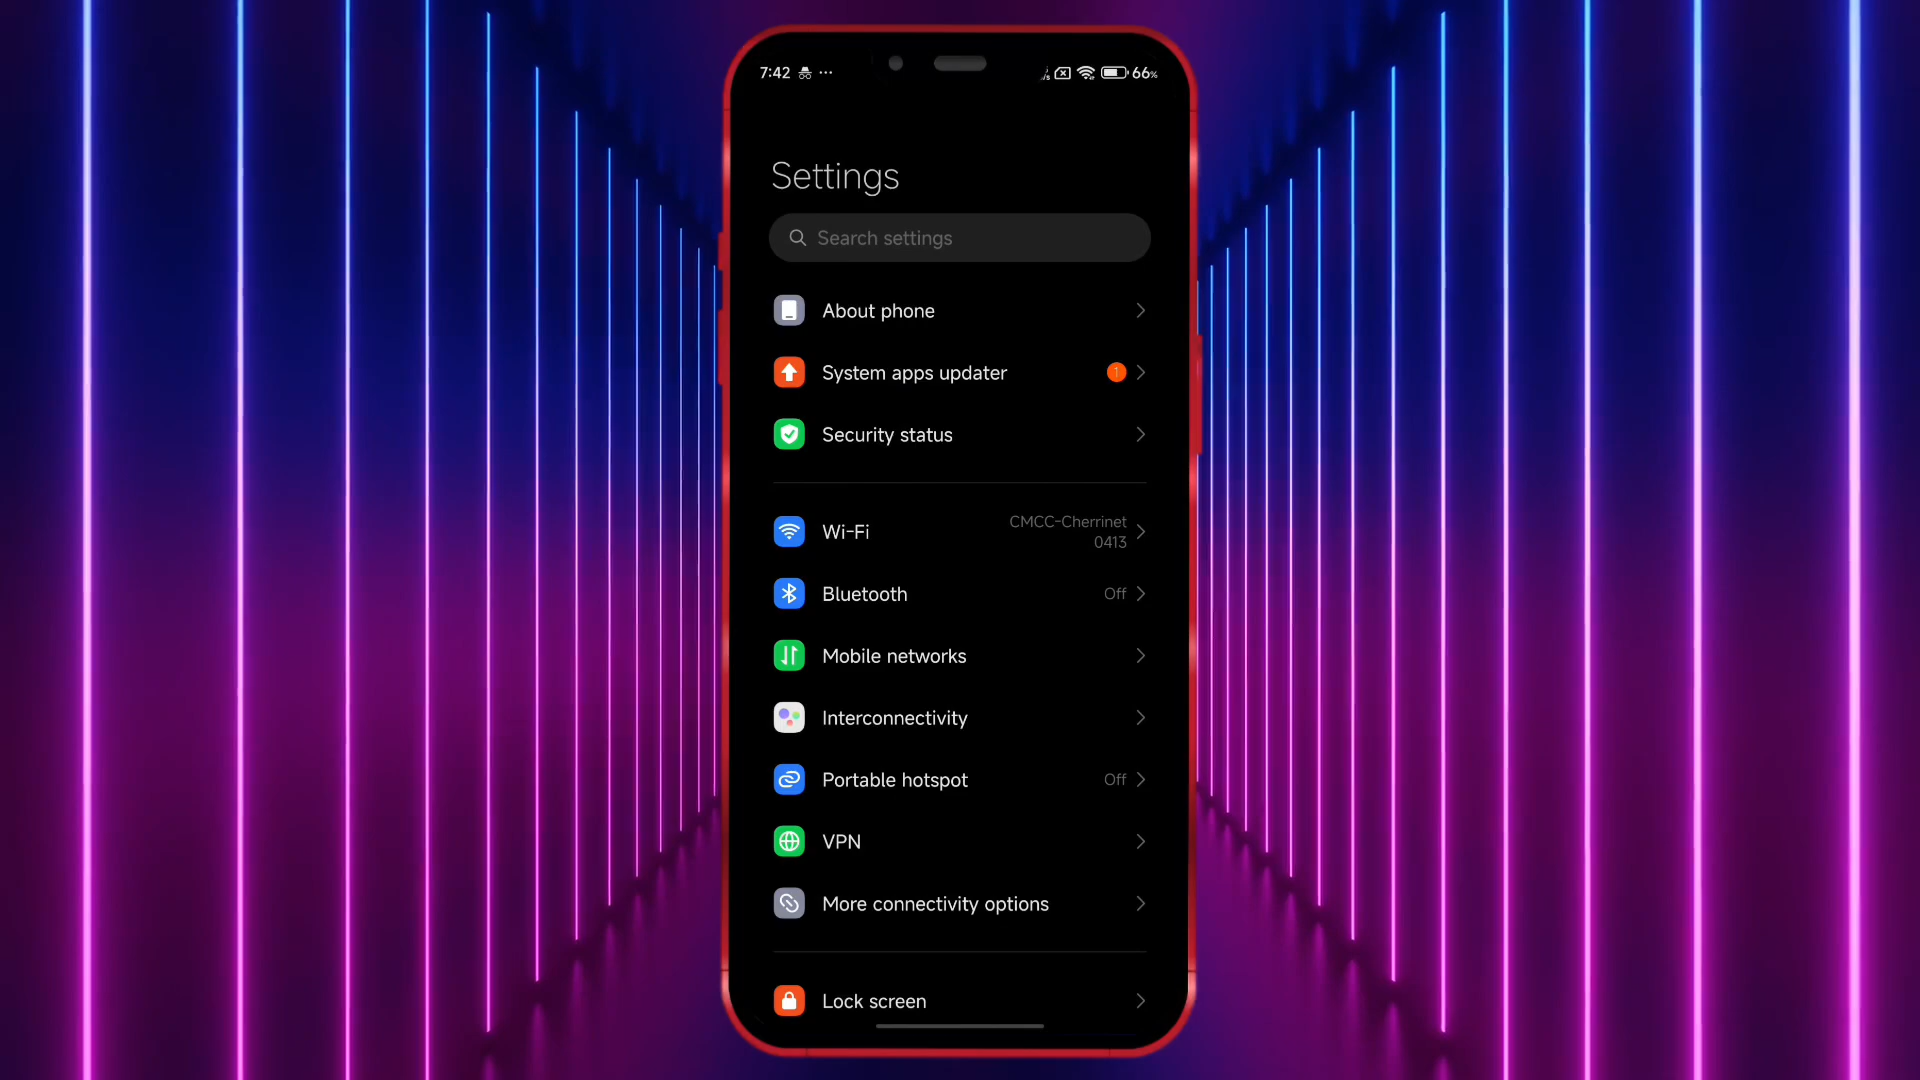 7:42 ... 66%
Settings
Search settings
About phone
System apps updater 1
Security status
Wi-Fi CMCC-Cherrinet
0413
Bluetooth Off
Mobile networks
Interconnectivity
Portable hotspot Off
VPN
More connectivity options
Lock screen